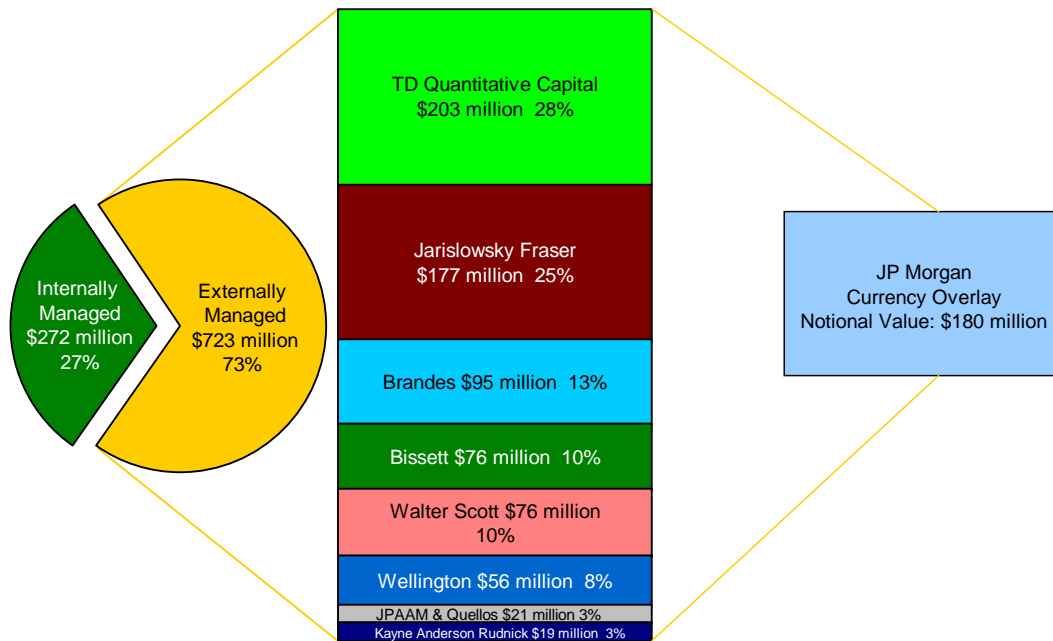 TD Quantitative Capital
$203 million 28%
Jarislowsky Fraser
$177 million 25%
Brandes $95 million 13%
Bissett $76 million 10%
Walter Scott $76 million
10%
Wellington $56 million 8%
JPAAM & Quellos $21 million 3%
Kayne Anderson Rudnick $19 million 3%
Internally
Managed
$272 million
27%
Externally
Managed
$723 million
73%
JP Morgan
Currency Overlay
Notional Value: $180 million